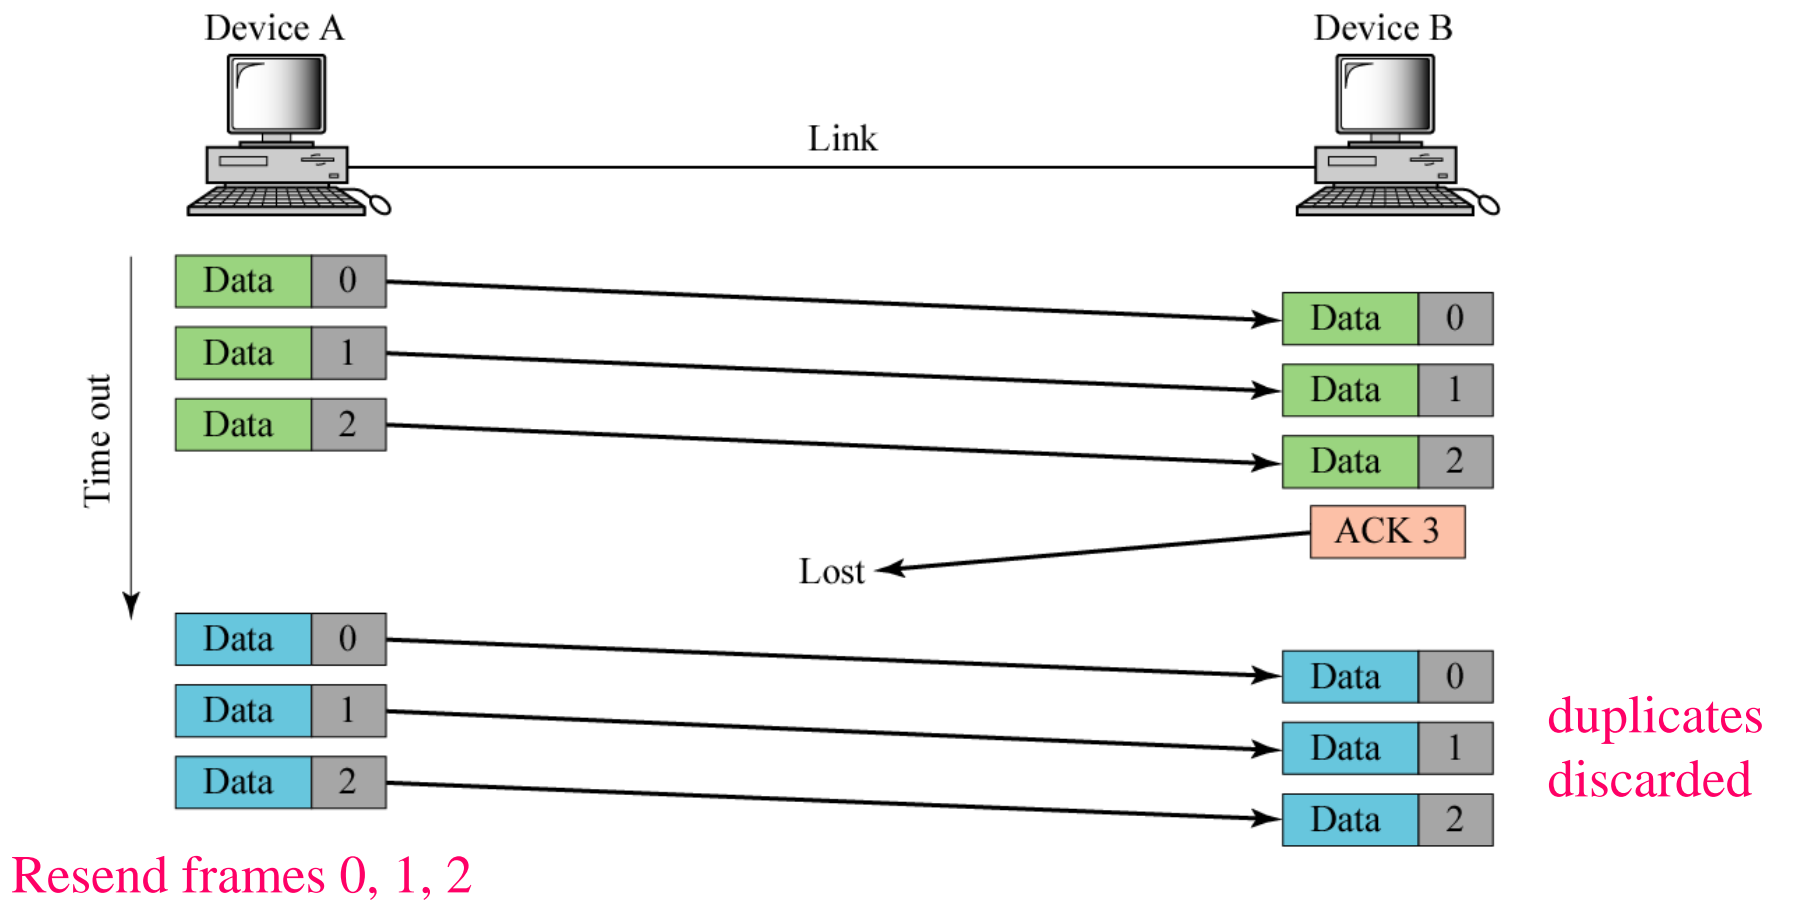 Device A
Device B
Link
Time out
Data 0
Data 0
Data 1
Data 1
Data 2
Data 2
ACK 3
Lost
Data 0
Data 0
Data 1
Data 1
Data 2
Data 2
duplicates
discarded
Resend frames 0, 1, 2